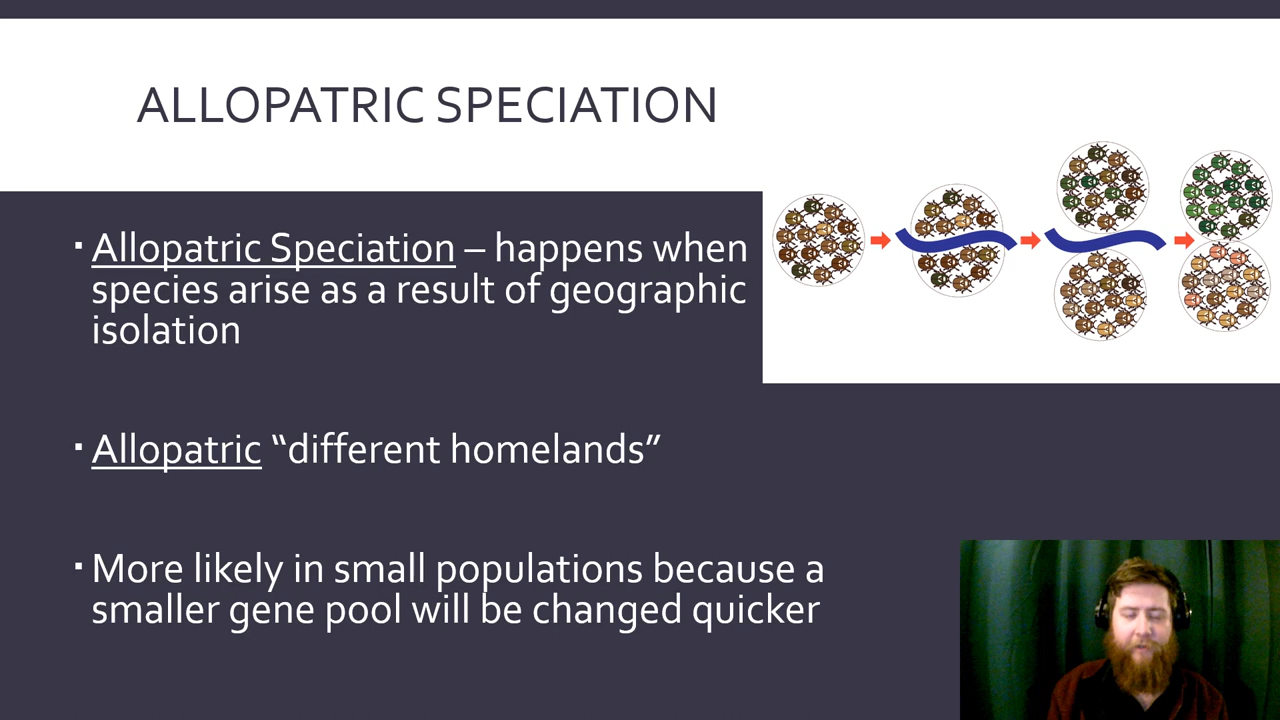 ALLOPATRIC SPECIATION
▪ Allopatric Speciation – happens when
species arise as a result of geographic
isolation
▪ Allopatric “different homelands”
▪ More likely in small populations because a
smaller gene pool will be changed quicker